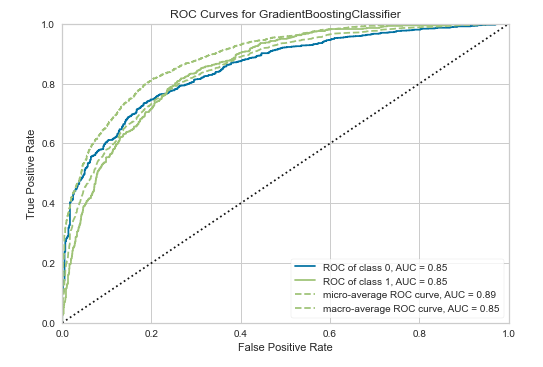 ROC Curves for GradientBoostingClassifier
1.0
0.8
0.6
0.4
0.2
0.0
True Positive Rate
ROC of class 0, AUC = 0.85
ROC of class 1, AUC = 0.85
micro-average ROC curve, AUC = 0.89
macro-average ROC curve, AUC = 0.85
0.0 0.2 0.4 0.6 0.8 1.0
False Positive Rate